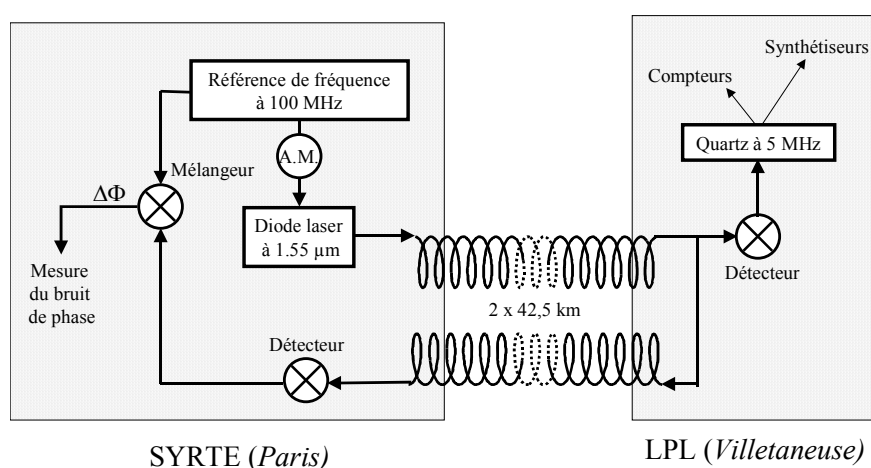 Référence de fréquence
à 100 MHz
A.M.
Mélangeur
ΔΦ
Diode laser
à 1.55 µm
Mesure
du bruit
de phase
Détecteur
2 x 42,5 km
Synthétiseurs
Compteurs
Quartz à 5 MHz
Détecteur
SYRTE (Paris)
LPL (Villetaneuse)